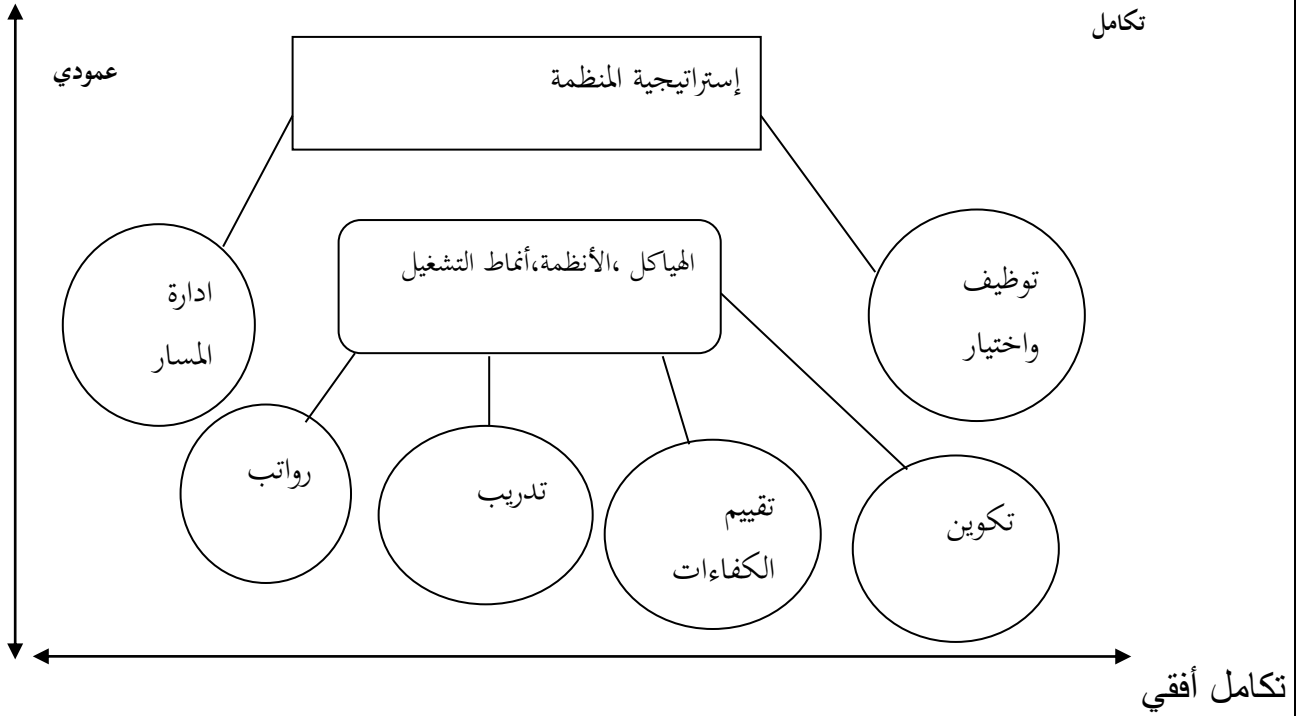 تكامل
عمودي
إستراتيجية المنظمة
الهياكل ،الأنظمة،أنماط التشغيل
توظيف
واختيار
ادارة
المسار
رواتب
تدريب
تقييم
الكفاءات
تكوين
تكامل أفقي